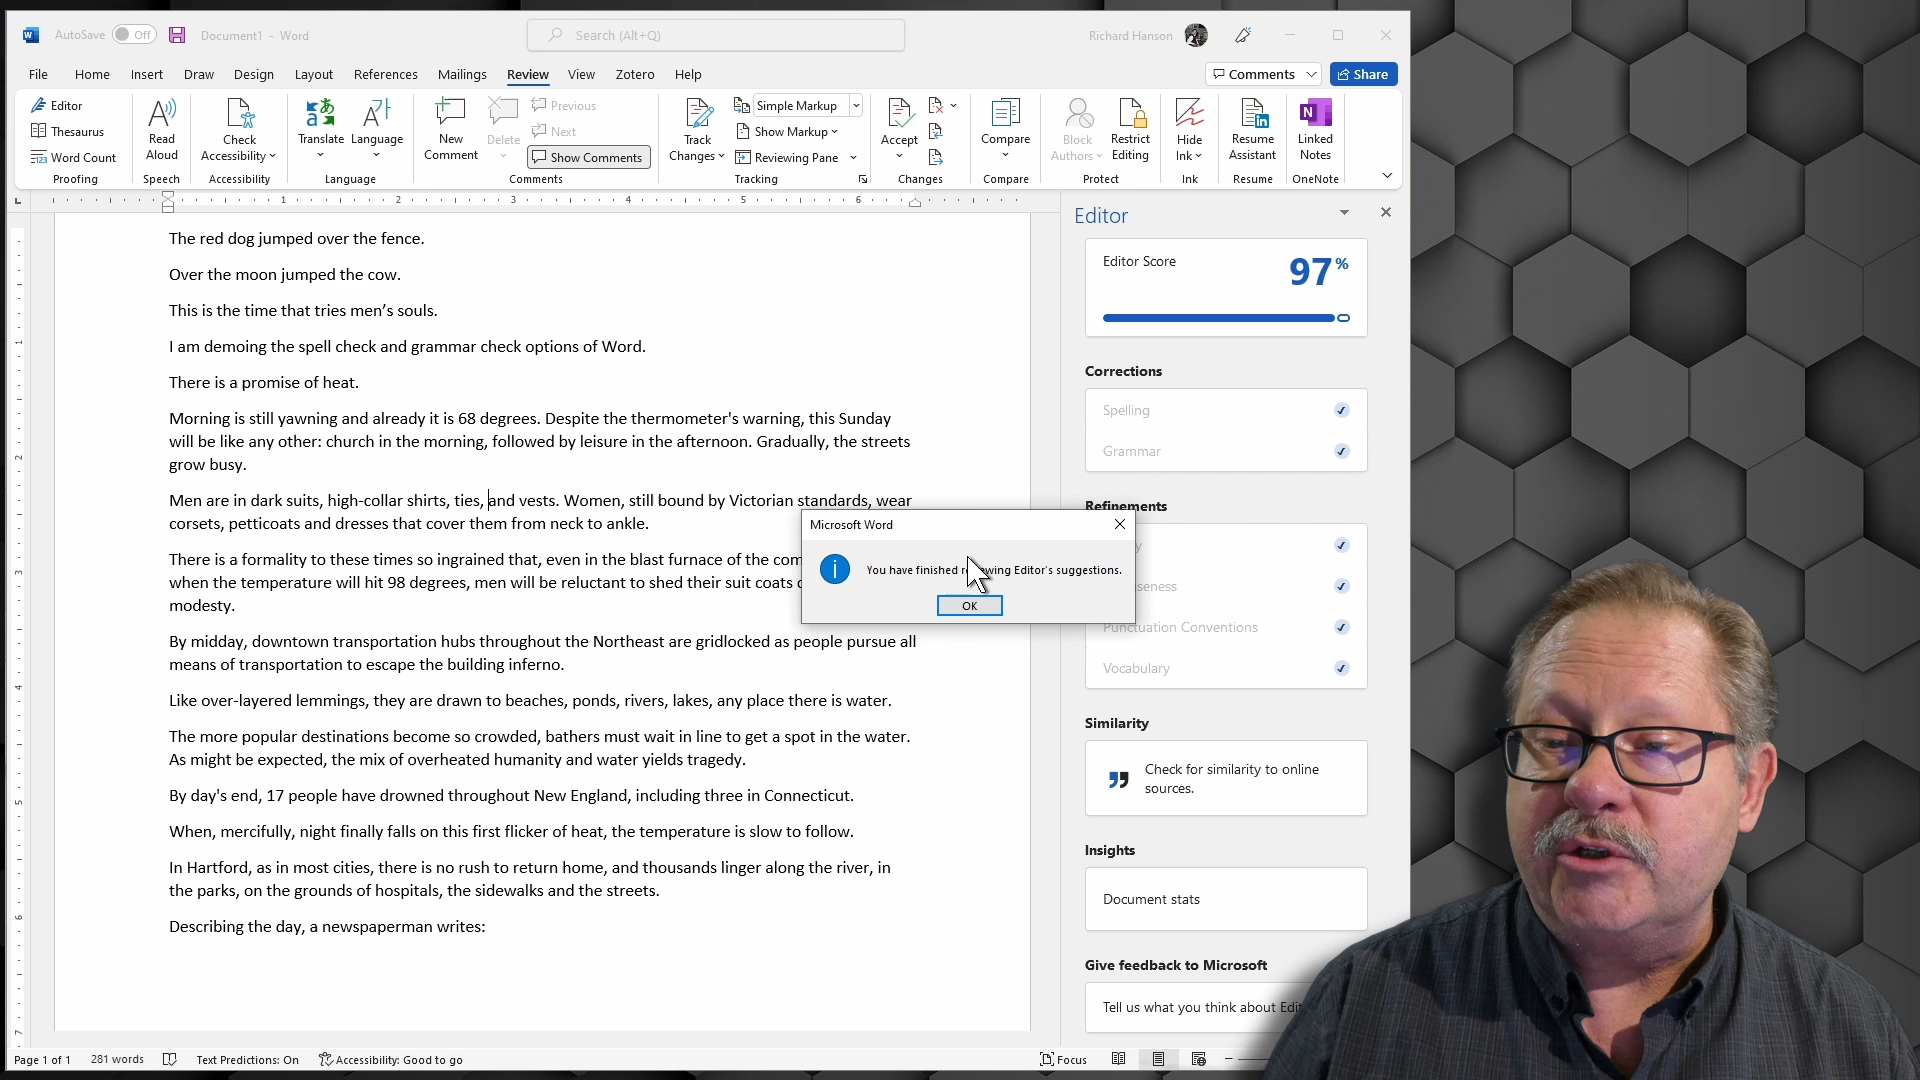 AutoSave Off Document1 - Word Search (Alt+Q) Richard Hanson
File Home Insert Draw Design Layout References Mailings Review View Zotero Help Comments Share
Editor
Thesaurus
Word Count
Proofing
Read
Aloud
Speech
Check
Accessibility
Accessibility
Translate
Language
Language
New
Comment
Delete
Previous
Next
Show Comments
Comments
Track
Changes
Simple Markup
Show Markup
Reviewing Pane
Tracking
Accept
Changes
Compare
Compare
Block
Authors
Restrict
Editing
Protect
Hide
Ink
Ink
Resume
Assistant
Resume
Linked
Notes
OneNote
1 2 3 4 5 6
The red dog jumped over the fence.
Over the moon jumped the cow.
This is the time that tries men’s souls.
I am demoing the spell check and grammar check options of Word.
There is a promise of heat.
Morning is still yawning and already it is 68 degrees. Despite the thermometer's warning, this Sunday
will be like any other: church in the morning, followed by leisure in the afternoon. Gradually, the streets
grow busy.
Men are in dark suits, high-collar shirts, ties, and vests. Women, still bound by Victorian standards, wear
corsets, petticoats and dresses that cover them from neck to ankle.
There is a formality to these times so ingrained that, even in the blast furnace of the com
when the temperature will hit 98 degrees, men will be reluctant to shed their suit coats
modesty.
By midday, downtown transportation hubs throughout the Northeast are gridlocked as people pursue all
means of transportation to escape the building inferno.
Like over-layered lemmings, they are drawn to beaches, ponds, rivers, lakes, any place there is water.
The more popular destinations become so crowded, bathers must wait in line to get a spot in the water.
As might be expected, the mix of overheated humanity and water yields tragedy.
By day's end, 17 people have drowned throughout New England, including three in Connecticut.
When, mercifully, night finally falls on this first flicker of heat, the temperature is slow to follow.
In Hartford, as in most cities, there is no rush to return home, and thousands linger along the river, in
the parks, on the grounds of hospitals, the sidewalks and the streets.
Describing the day, a newspaperman writes:
Microsoft Word
You have finished re wing Editor's suggestions.
OK
Editor
Editor Score 97%
Corrections
Spelling
Grammar
Refinements
y
seness
Punctuation Conventions
Vocabulary
Similarity
Check for similarity to online
sources.
Insights
Document stats
Give feedback to Microsoft
Tell us what you think about Edit
Page 1 of 1 281 words Text Predictions: On Accessibility: Good to go Focus